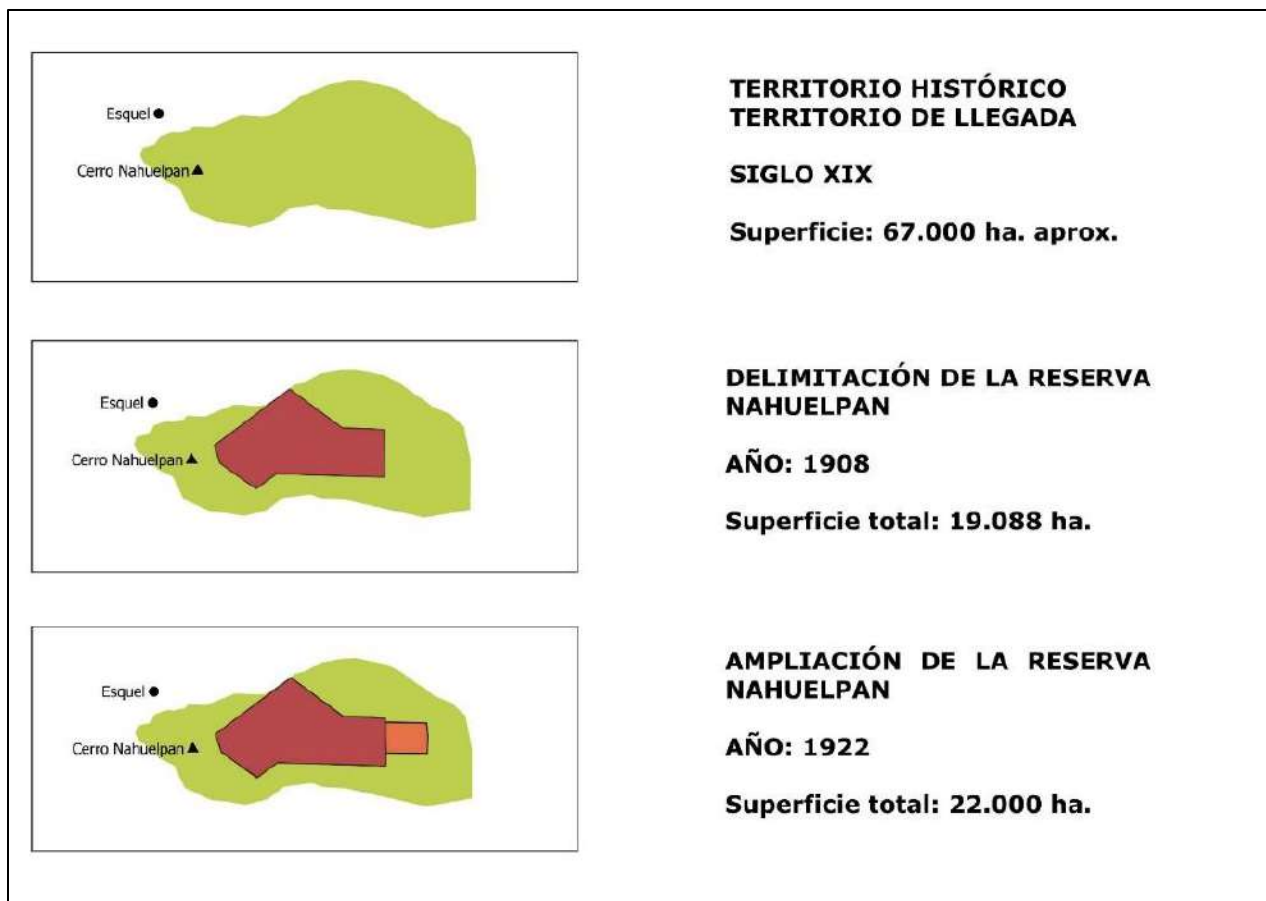 Esquel
Cerro Nahuelpan
TERRITORIO HISTÓRICO
TERRITORIO DE LLEGADA
SIGLO XIX
Superficie: 67.000 ha. aprox.
Esquel
Cerro Nahuelpan
DELIMITACIÓN DE LA RESERVA
NAHUELPAN
AÑO: 1908
Superficie total: 19.088 ha.
Esquel
Cerro Nahuelpan
AMPLIACIÓN DE LA RESERVA
NAHUELPAN
AÑO: 1922
Superficie total: 22.000 ha.